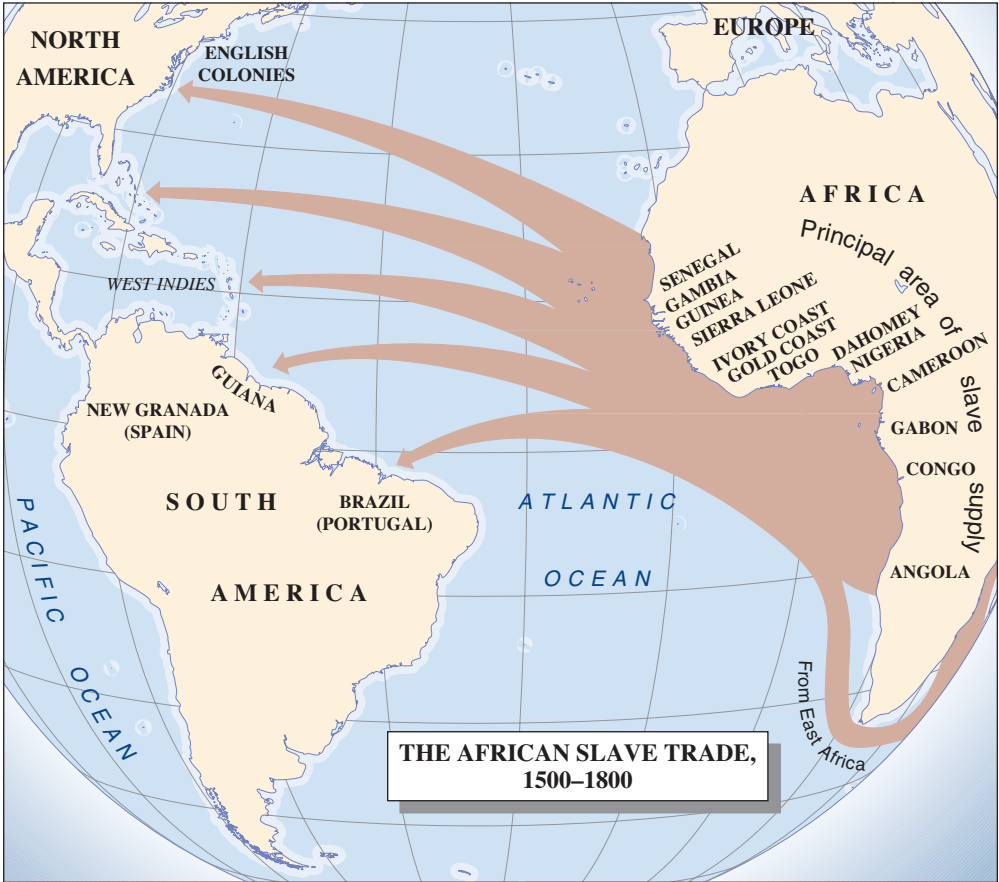 NORTH
AMERICA
ENGLISH
COLONIES
EUROPE
AFRICA
Principal area of slave supply
SENEGAL
GAMBIA
GUINEA
SIERRA LEONE
IVORY COAST
GOLD COAST
TOGO
DAHOMEY
NIGERIA
CAMEROON
GABON
CONGO
ANGOLA
WEST INDIES
GUIANA
NEW GRANADA
(SPAIN)
SOUTH
AMERICA
BRAZIL
(PORTUGAL)
ATLANTIC
OCEAN
PACIFIC OCEAN
From East Africa
THE AFRICAN SLAVE TRADE,
1500–1800